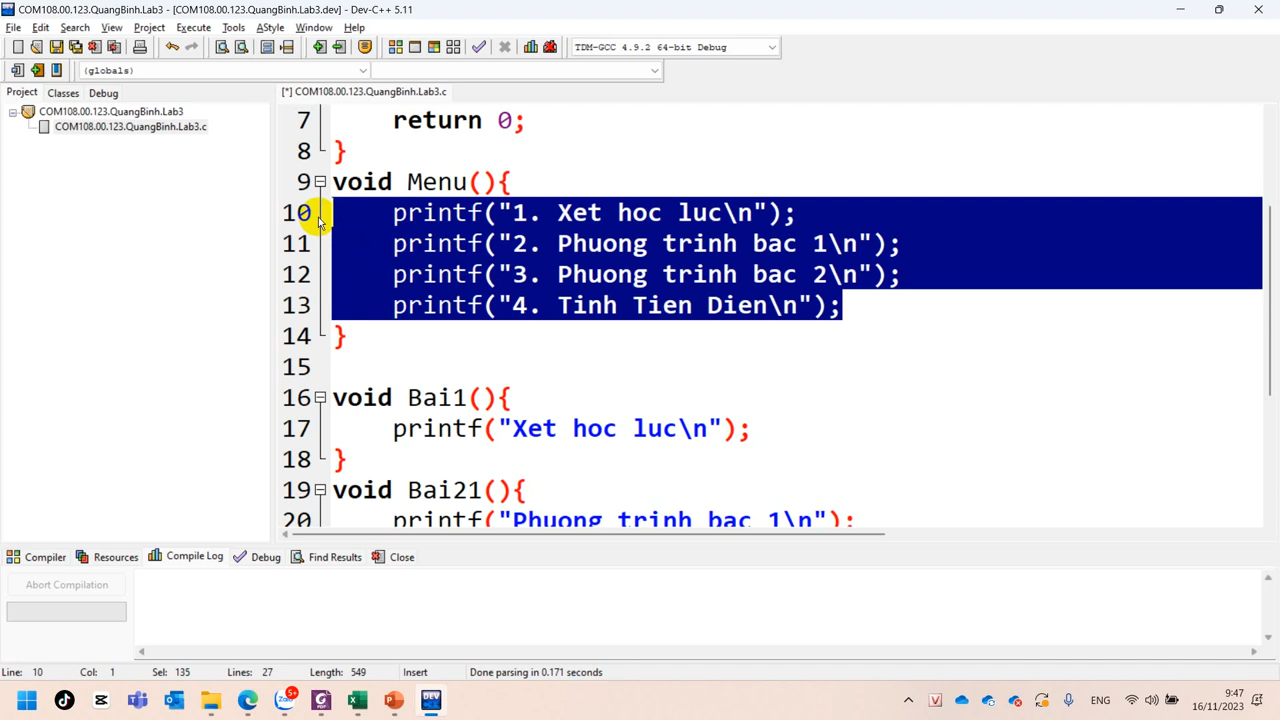 COM108.00.123.QuangBinh.Lab3 - [COM108.00.123.QuangBinh.Lab3.dev] - Dev-C++ 5.11
File Edit Search View Project Execute Tools AStyle Window Help
TDM-GCC 4.9.2 64-bit Debug
(globals)
Project Classes Debug
[*] COM108.00.123.QuangBinh.Lab3.c
COM108.00.123.QuangBinh.Lab3
COM108.00.123.QuangBinh.Lab3.c
7 return 0;
8 }
9 void Menu(){
10 printf("1. Xet hoc luc\n");
11 printf("2. Phuong trinh bac 1\n");
12 printf("3. Phuong trinh bac 2\n");
13 printf("4. Tinh Tien Dien\n");
14 }
15
16 void Bai1(){
17 printf("Xet hoc luc\n");
18 }
19 void Bai21(){
20 printf("Phuong trinh bac 1\n");
Compiler Resources Compile Log Debug Find Results Close
Abort Compilation
Line: 10 Col: 1 Sel: 135 Lines: 27 Length: 549 Insert Done parsing in 0.171 seconds
Zalo 5+ DEV ENG 9:47
16/11/2023